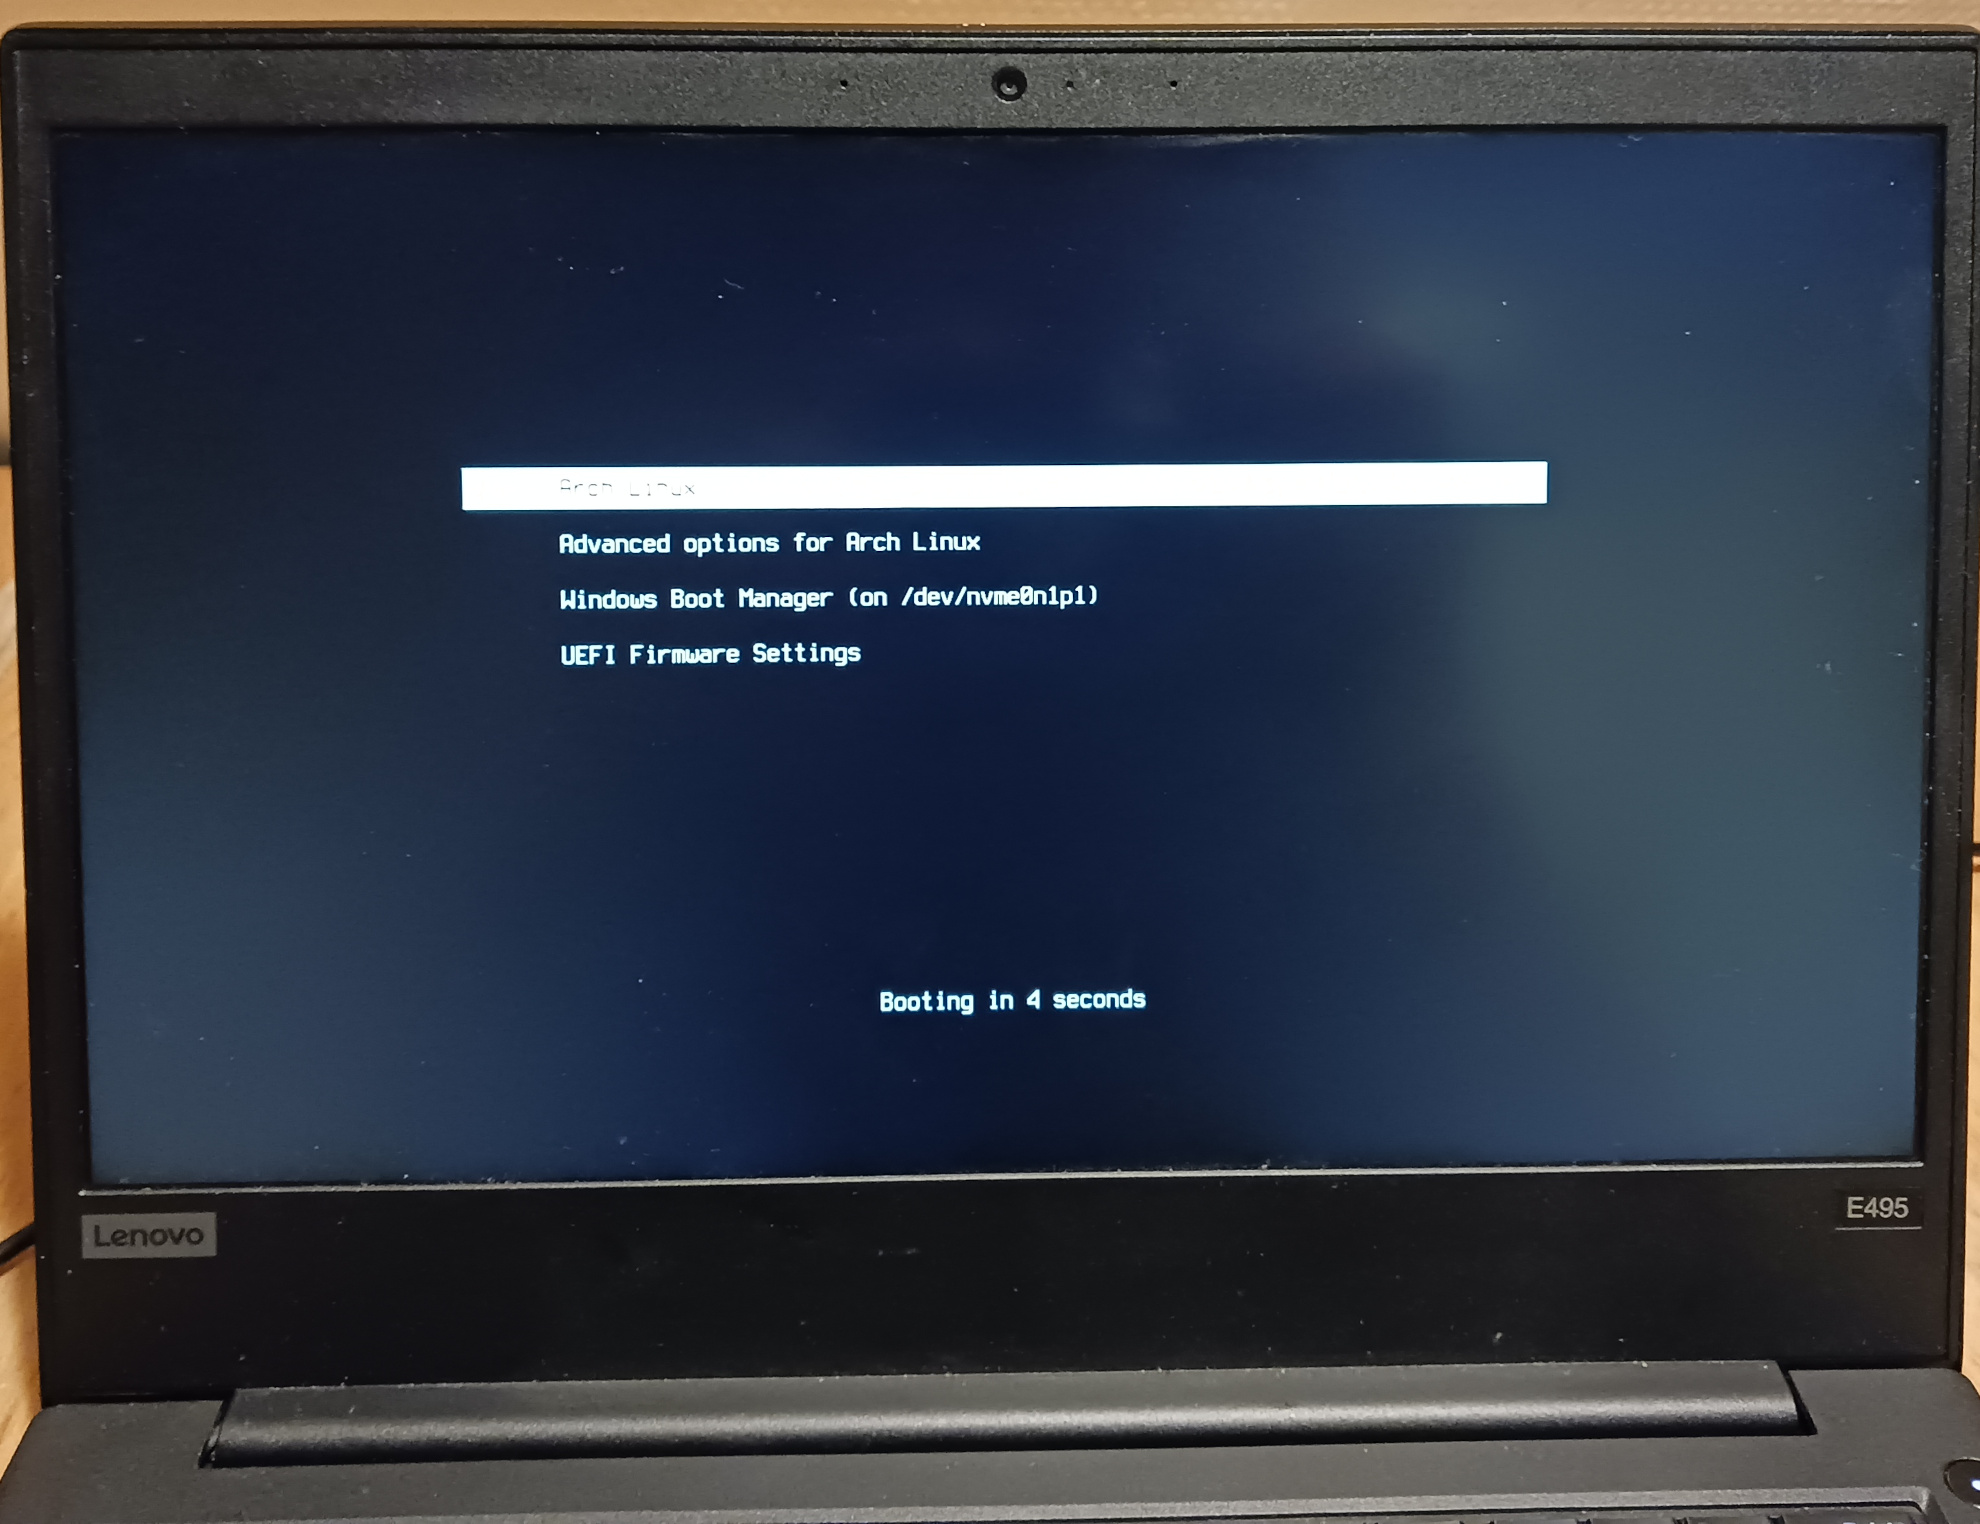 Arch Linux
Advanced options for Arch Linux
Windows Boot Manager (on /dev/nvme0n1p1)
UEFI Firmware Settings
Booting in 4 seconds
Lenovo
E495